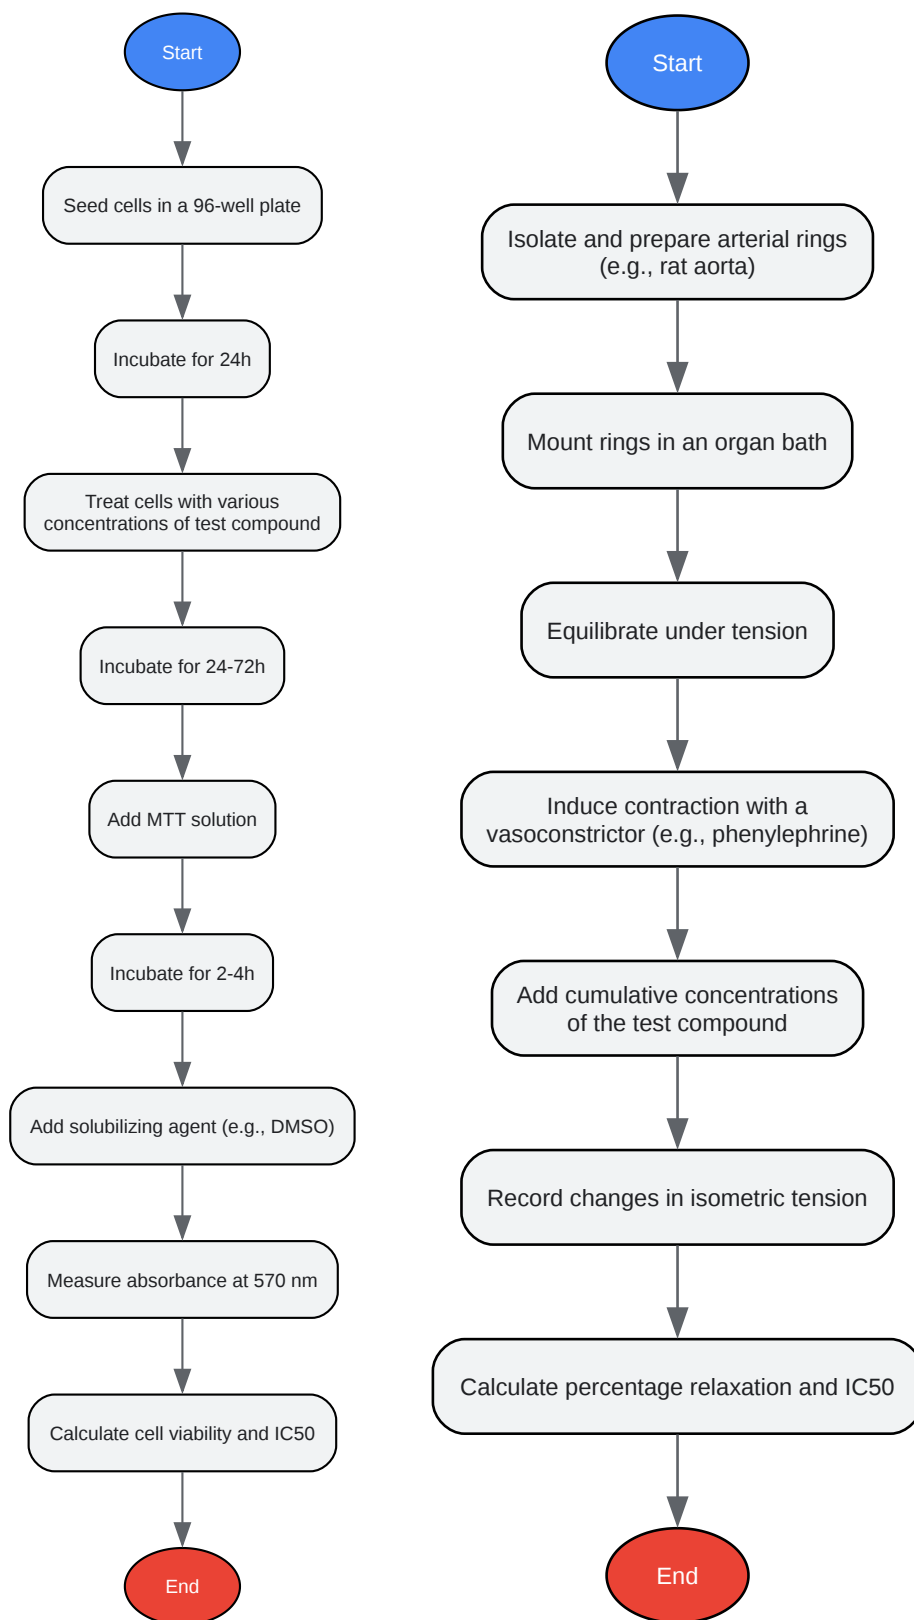 Start
Seed cells in a 96-well plate
Incubate for 24h
Treat cells with various
concentrations of test compound
Incubate for 24-72h
Add MTT solution
Incubate for 2-4h
Add solubilizing agent (e.g., DMSO)
Measure absorbance at 570 nm
Calculate cell viability and IC50
End
Start
Isolate and prepare arterial rings
(e.g., rat aorta)
Mount rings in an organ bath
Equilibrate under tension
Induce contraction with a
vasoconstrictor (e.g., phenylephrine)
Add cumulative concentrations
of the test compound
Record changes in isometric tension
Calculate percentage relaxation and IC50
End